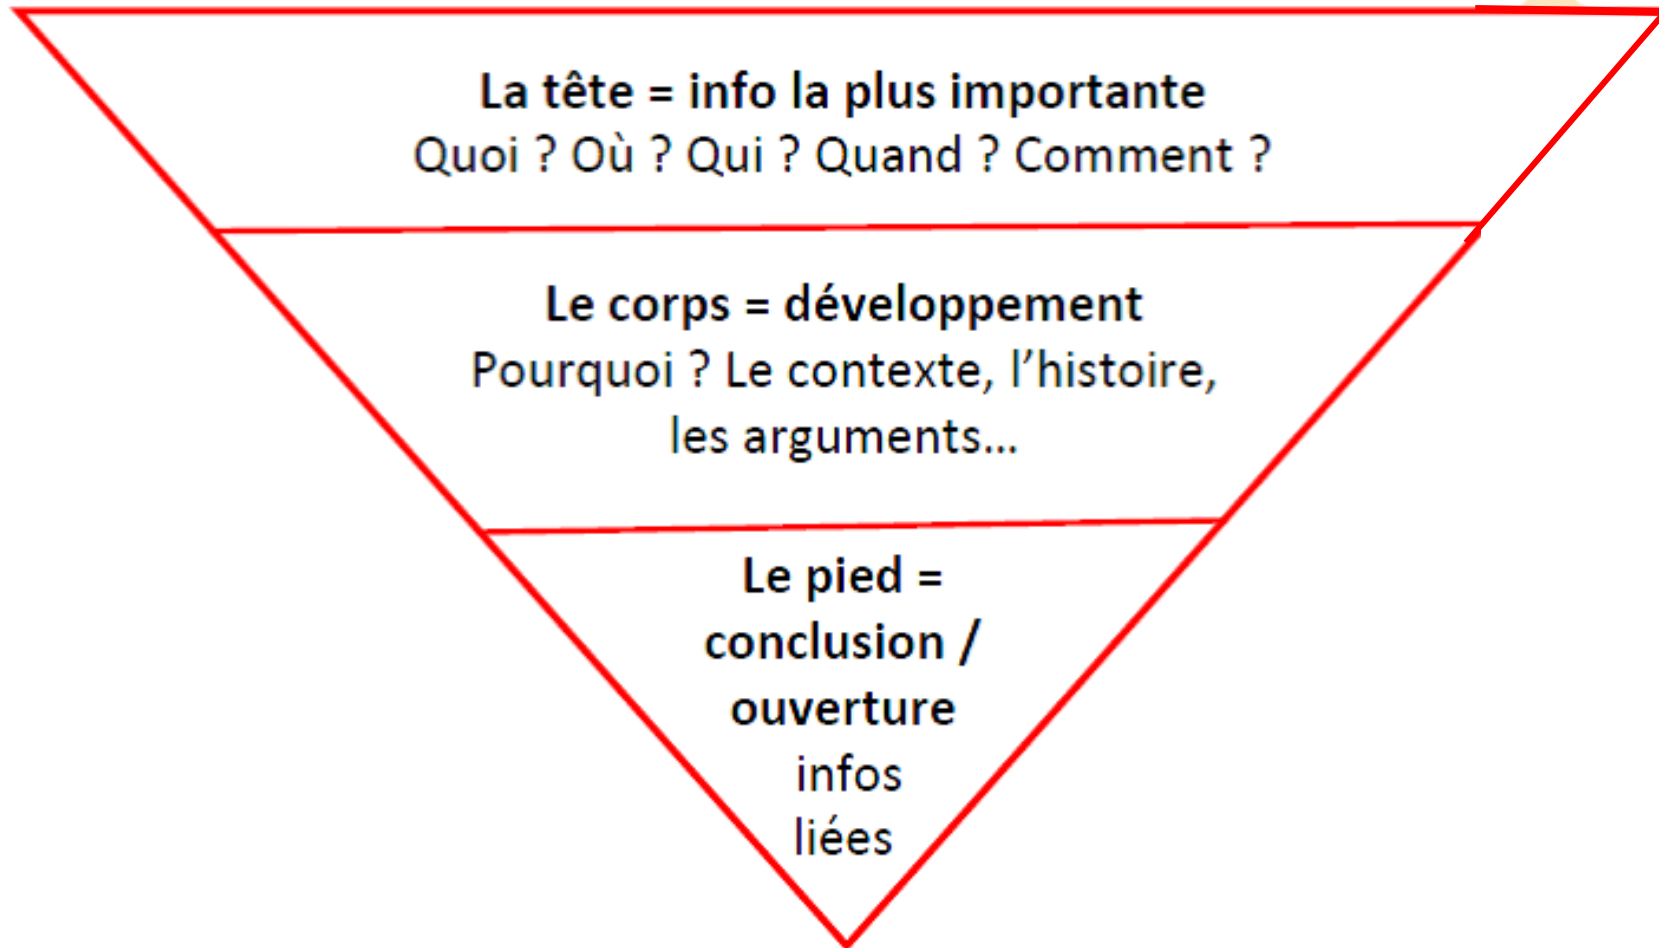 La tête = info la plus importante
Quoi ? Où ? Qui ? Quand ? Comment ?
Le corps = développement
Pourquoi ? Le contexte, l’histoire,
les arguments…
Le pied =
conclusion /
ouverture
infos
liées